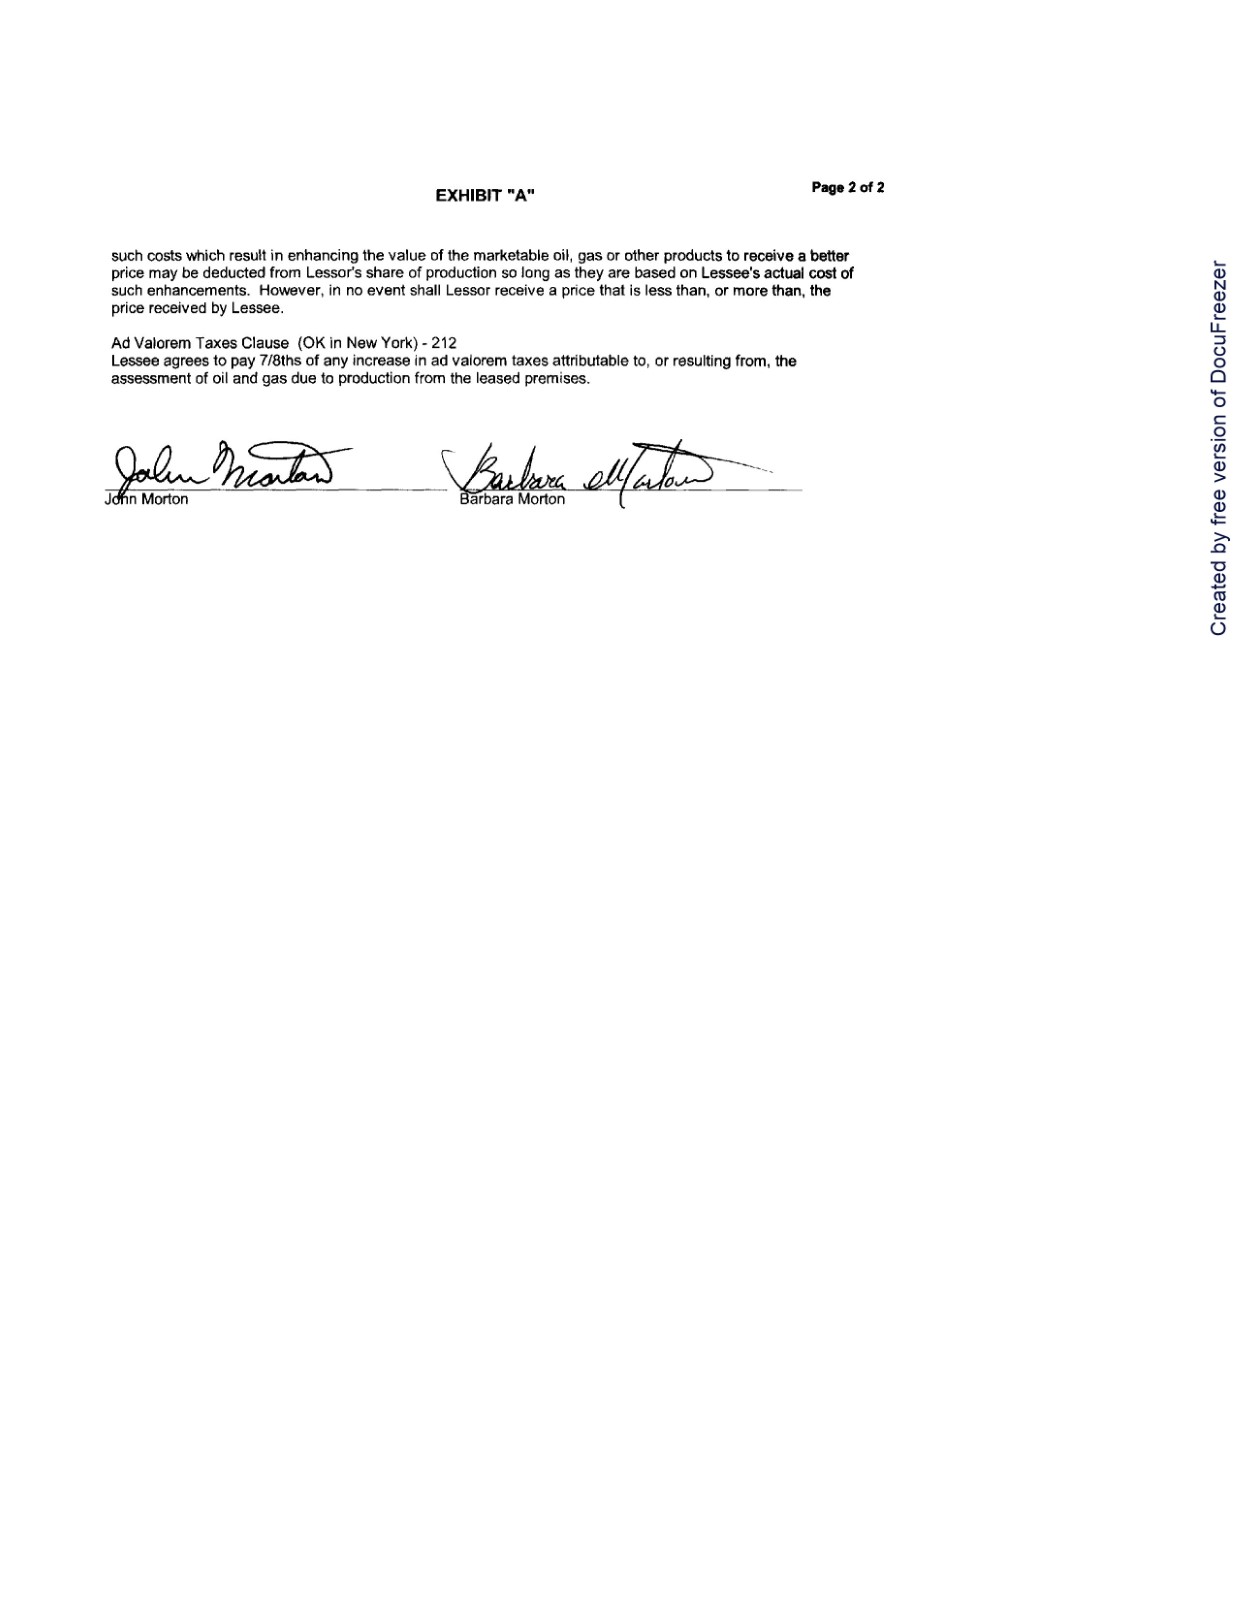 EXHIBIT "A"
Page 2 of 2
such costs which result in enhancing the value of the marketable oil, gas or other products to receive a better
price may be deducted from Lessor's share of production so long as they are based on Lessee's actual cost of
such enhancements. However, in no event shall Lessor receive a price that is less than, or more than, the
price received by Lessee.
Ad Valorem Taxes Clause (OK in New York) - 212
Lessee agrees to pay 7/8ths of any increase in ad valorem taxes attributable to, or resulting from, the
assessment of oil and gas due to production from the leased premises.
John Morton
Barbara Morton
John Morton
Barbara Morton
Created by free version of DocuFreezer